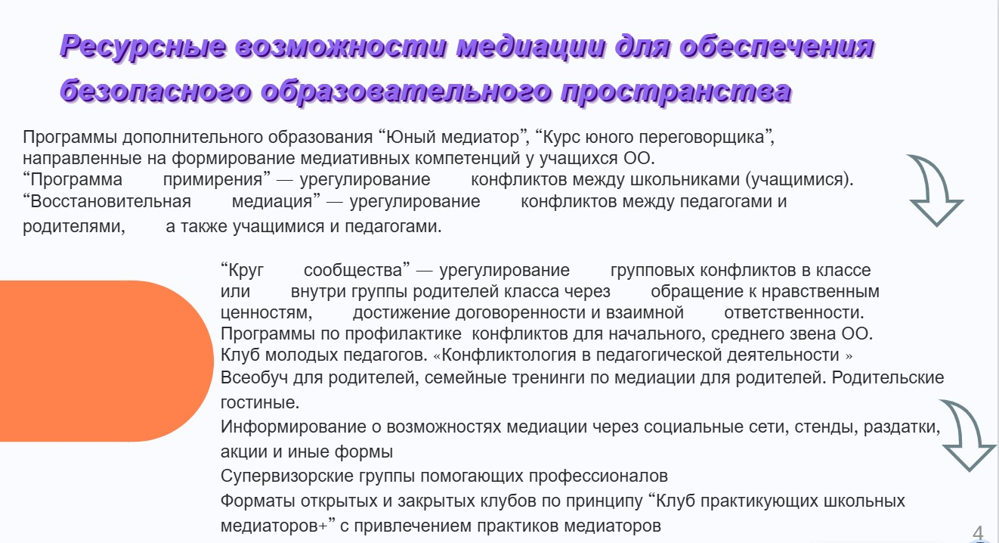 Ресурсные возможности медиации для обеспечения
безопасного образовательного пространства
Программы дополнительного образования “Юный медиатор”, “Курс юного переговорщика”,
направленные на формирование медиативных компетенций у учащихся ОО.
“Программа примирения” — урегулирование конфликтов между школьниками (учащимися).
“Восстановительная медиация” — урегулирование конфликтов между педагогами и
родителями, а также учащимися и педагогами.
“Круг сообщества” — урегулирование групповых конфликтов в классе
или внутри группы родителей класса через обращение к нравственным
ценностям, достижение договоренности и взаимной ответственности.
Программы по профилактике конфликтов для начального, среднего звена ОО.
Клуб молодых педагогов. «Конфликтология в педагогической деятельности »
Всеобуч для родителей, семейные тренинги по медиации для родителей. Родительские
гостиные.
Информирование о возможностях медиации через социальные сети, стенды, раздатки,
акции и иные формы
Супервизорские группы помогающих профессионалов
Форматы открытых и закрытых клубов по принципу “Клуб практикующих школьных
медиаторов+” с привлечением практиков медиаторов
4